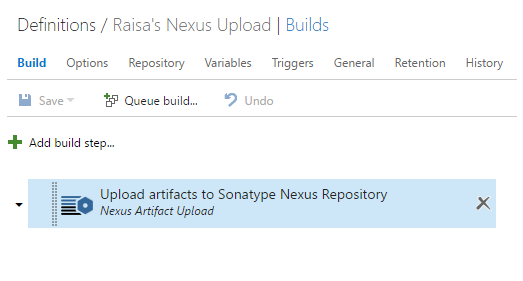 Definitions / Raisa's Nexus Upload | Builds
Build Options Repository Variables Triggers General Retention History
Save Queue build... Undo
Add build step...
Upload artifacts to Sonatype Nexus Repository
Nexus Artifact Upload